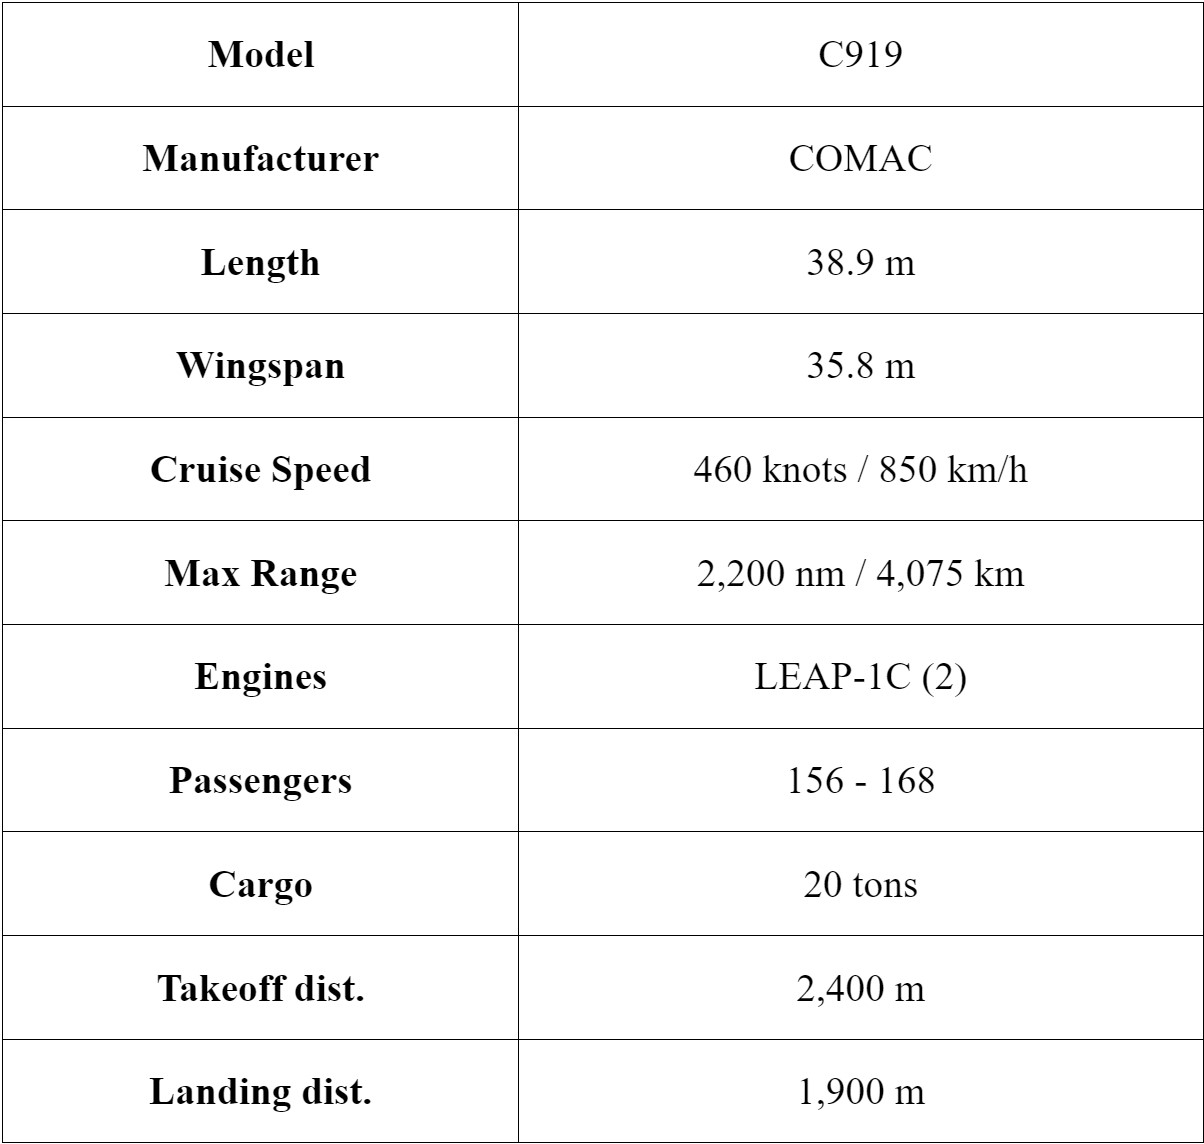 Model C919
Manufacturer COMAC
Length 38.9 m
Wingspan 35.8 m
Cruise Speed 460 knots / 850 km/h
Max Range 2,200 nm / 4,075 km
Engines LEAP-1C (2)
Passengers 156 - 168
Cargo 20 tons
Takeoff dist. 2,400 m
Landing dist. 1,900 m